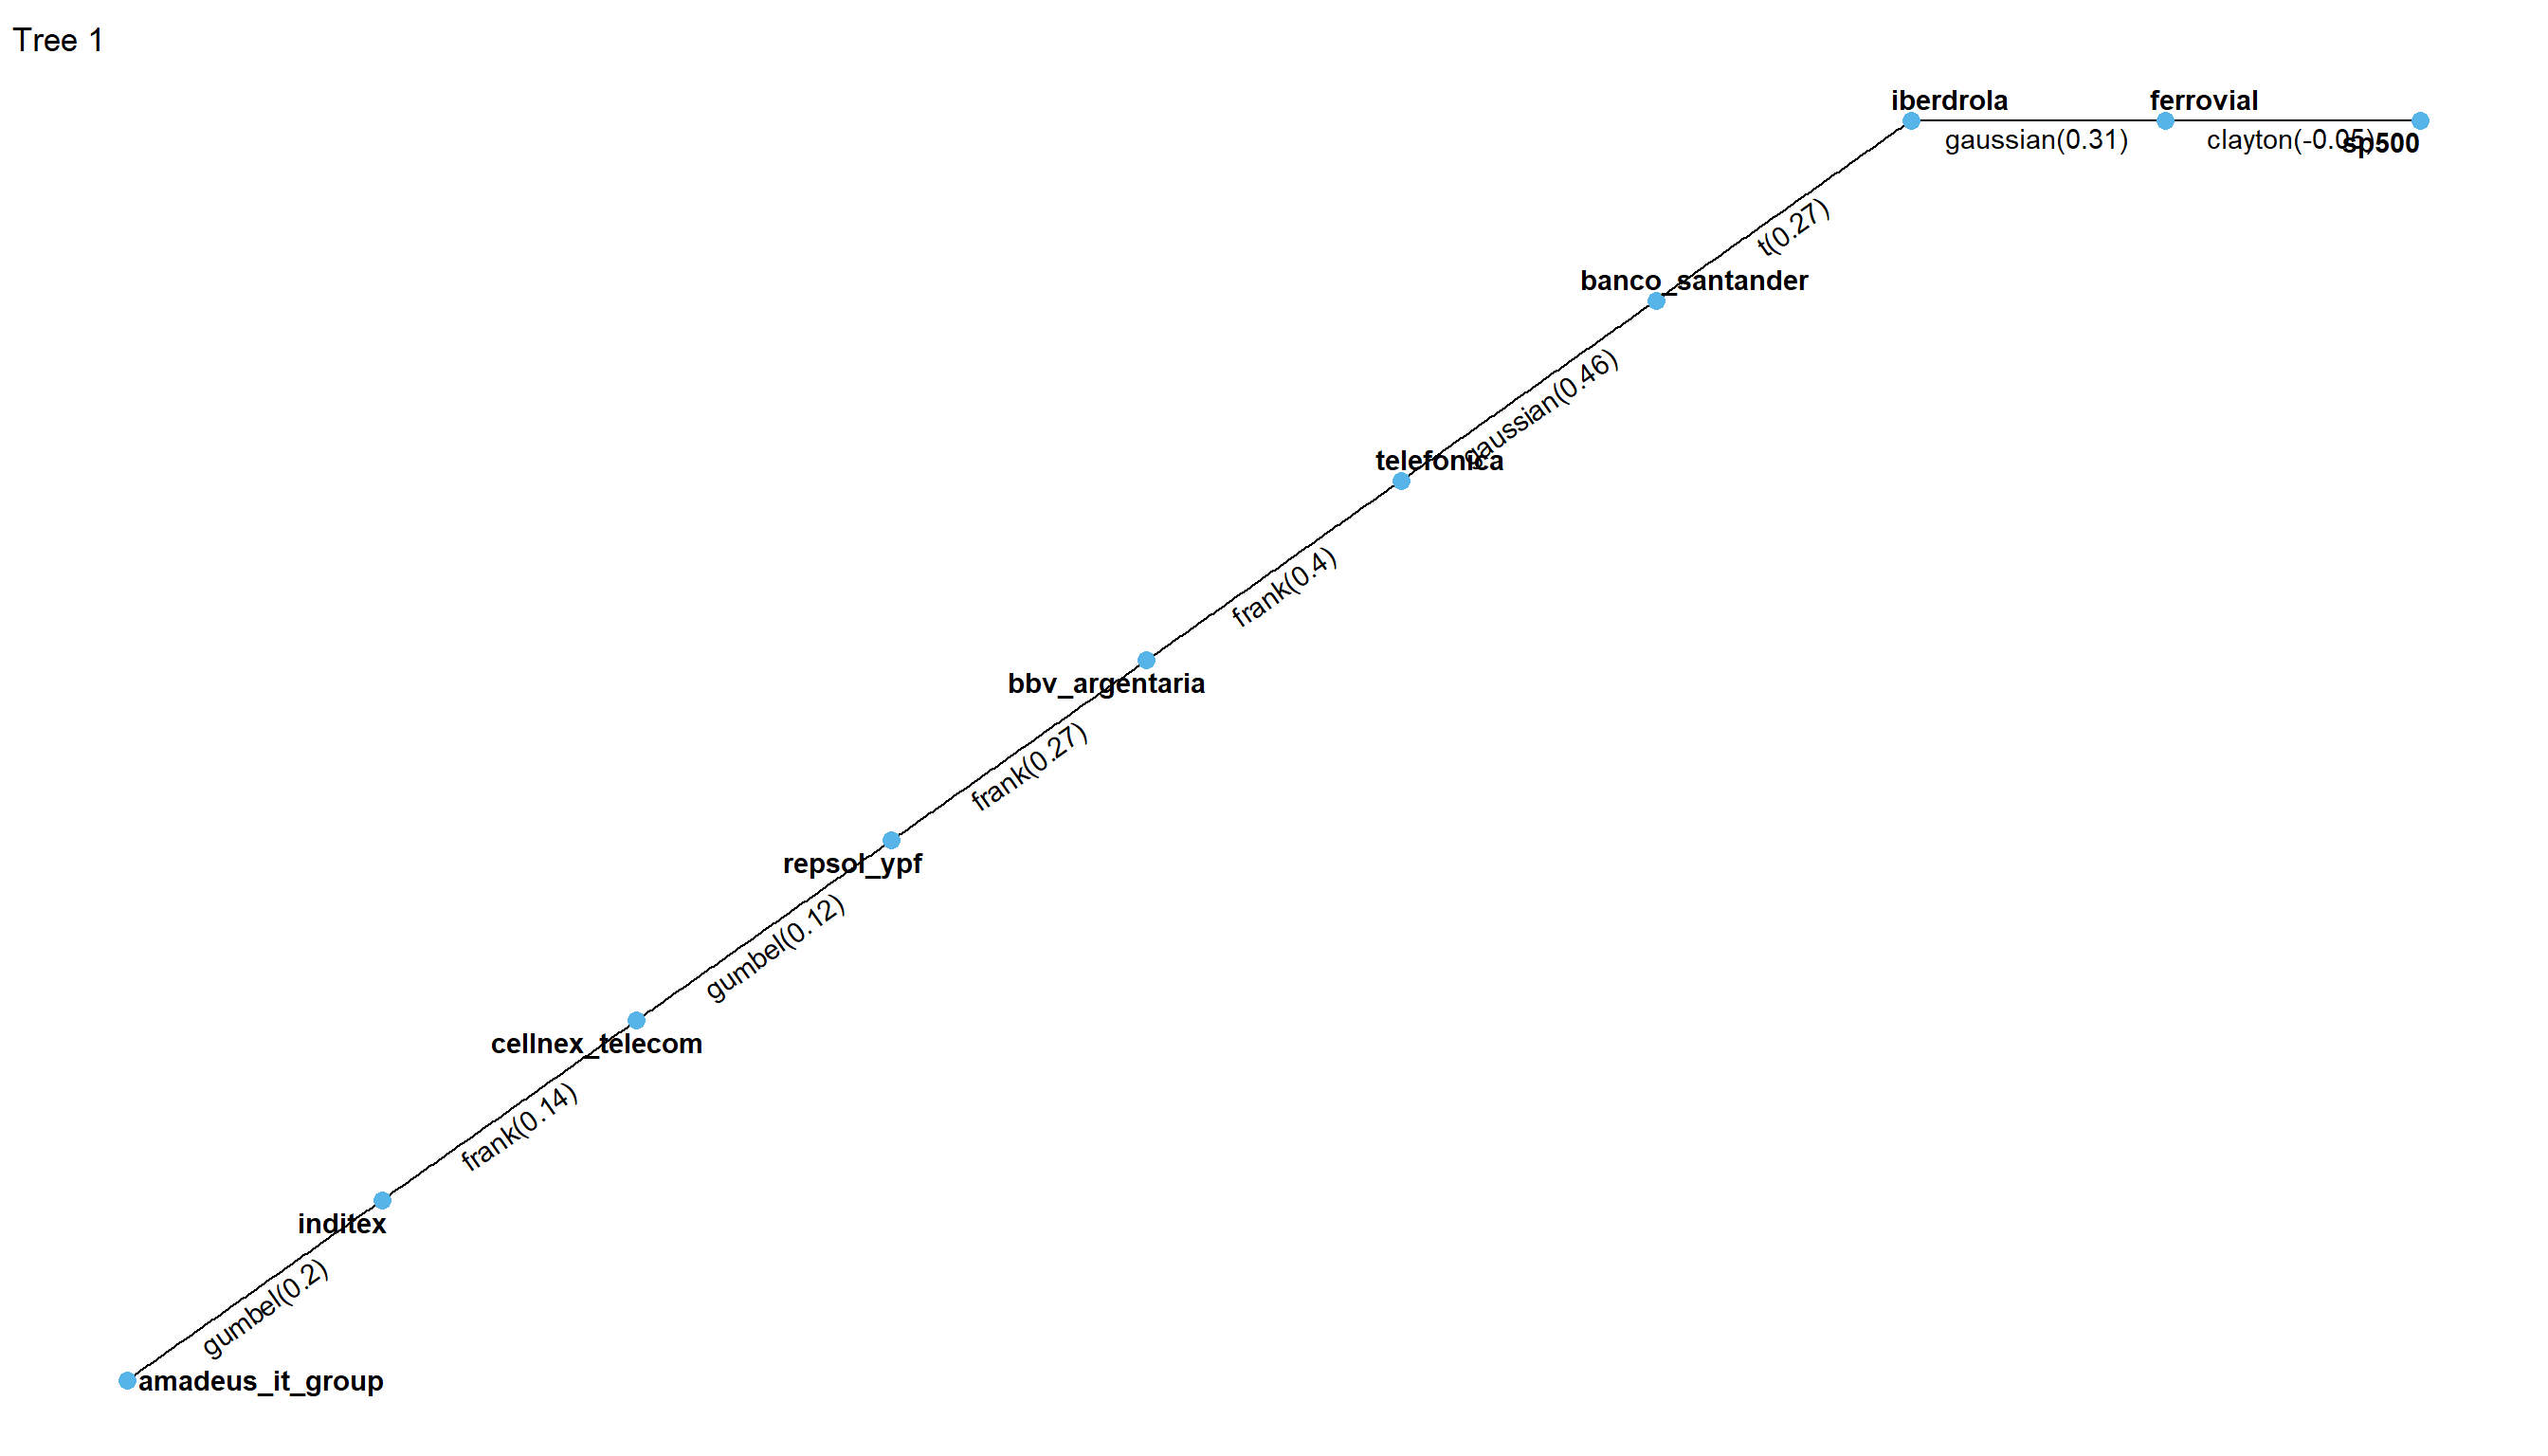 Tree 1
iberdrola
ferrovial
gaussian(0.31)
clayton(-0.05)
sp500
t(0.27)
banco_santander
gaussian(0.46)
telefonica
frank(0.4)
bbv_argentaria
frank(0.27)
repsol_ypf
gumbel(0.12)
cellnex_telecom
frank(0.14)
inditex
gumbel(0.2)
amadeus_it_group